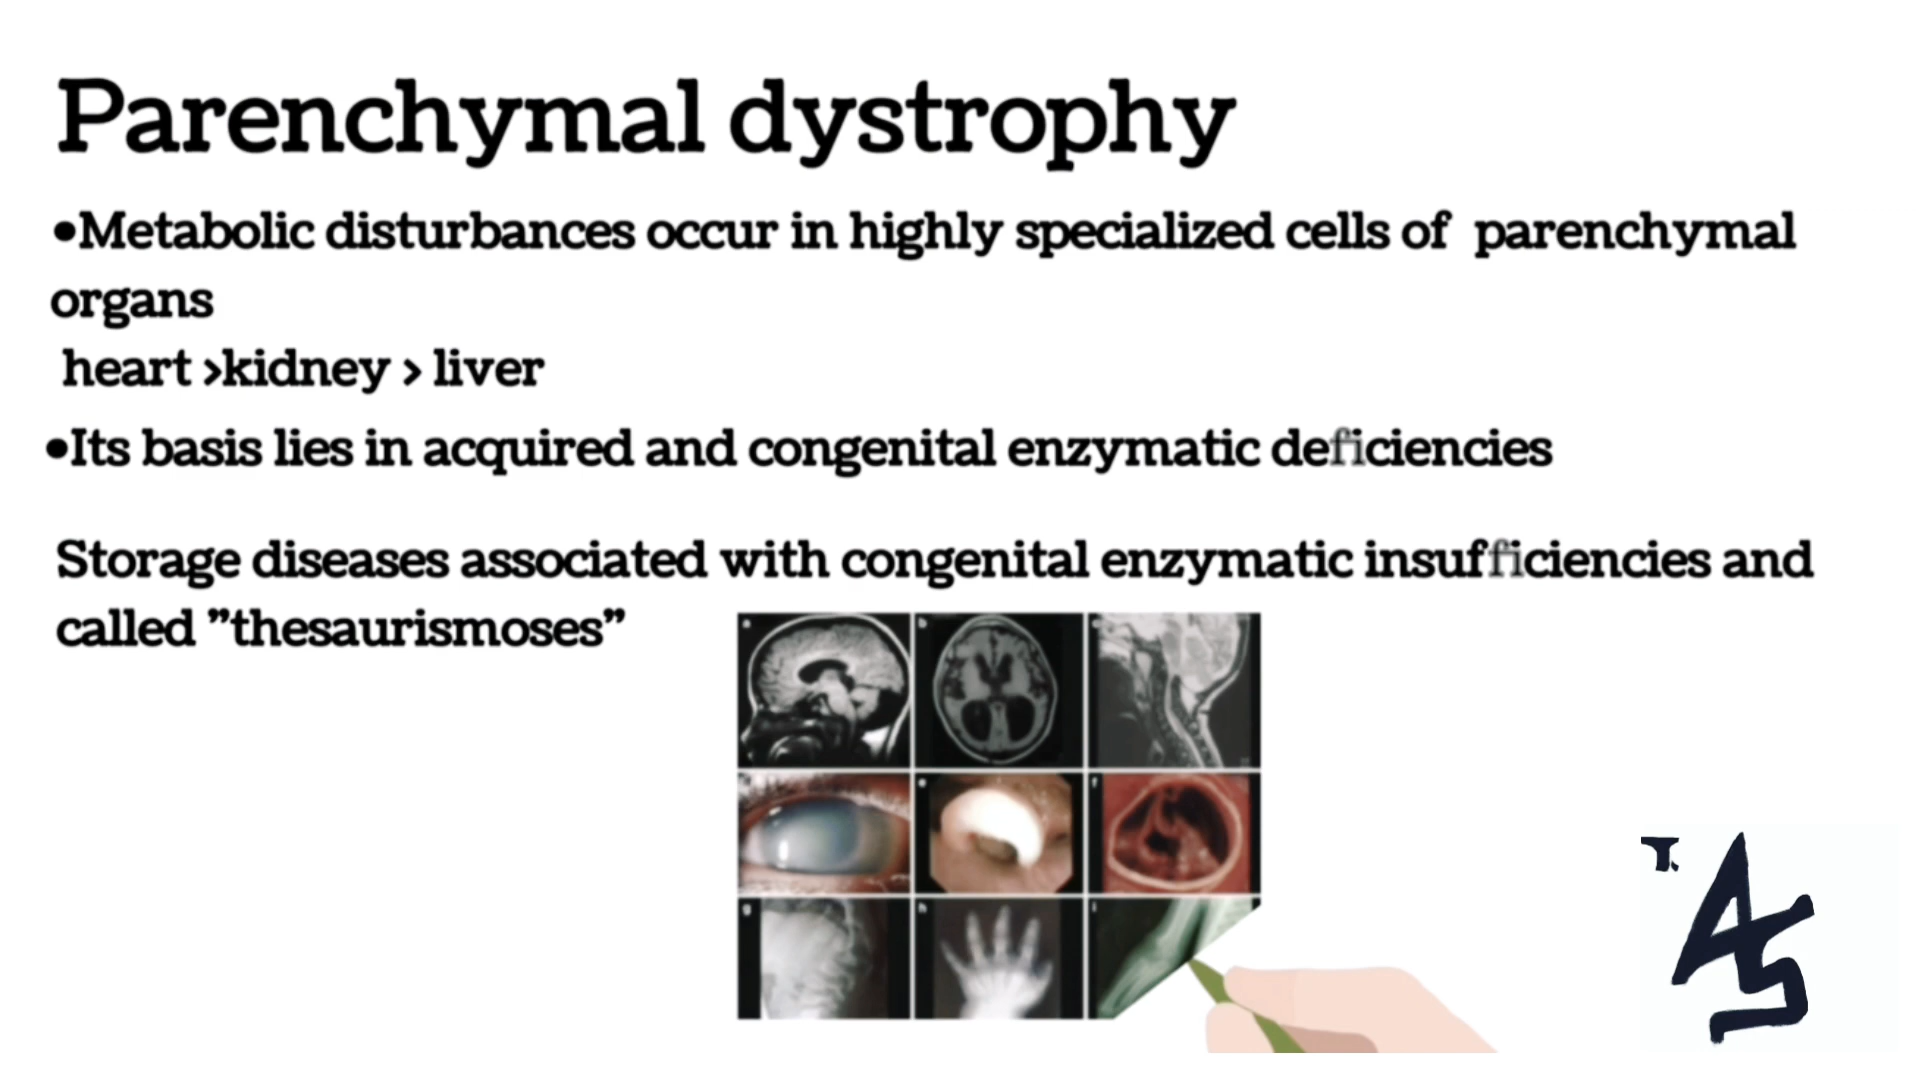 Parenchymal dystrophy
•Metabolic disturbances occur in highly specialized cells of parenchymal
organs
heart >kidney > liver
•Its basis lies in acquired and congenital enzymatic deficiencies
Storage diseases associated with congenital enzymatic insufficiencies and
called ”thesaurismoses”
a
b
e
f
g
h
i
T.
AS